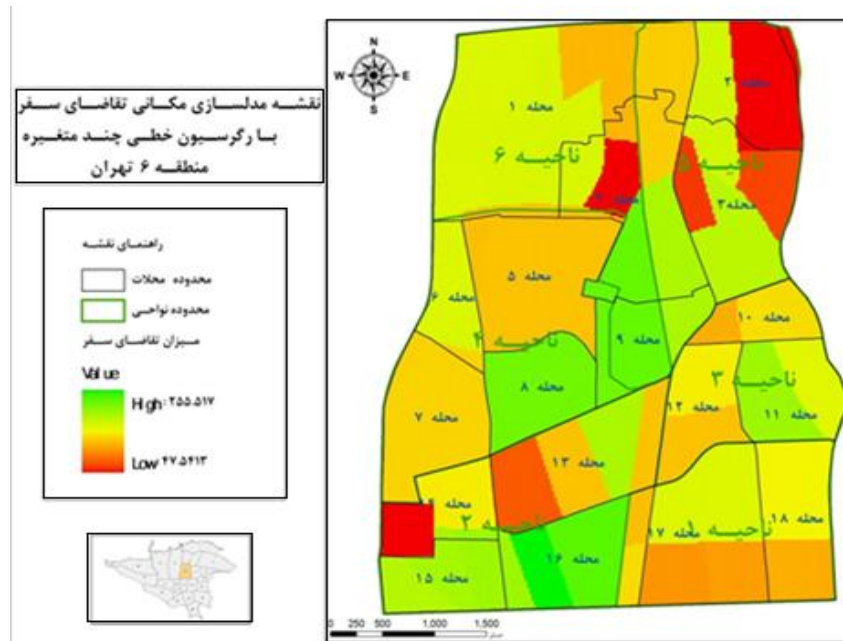 نقشه مدلسازی مکانی تقاضای سفر
با رگرسیون خطی چند متغیره
منطقه ۶ تهران
راهنمای نقشه
محدوده محلات
محدوده نواحی
میزان تقاضای سفر
Value
High : ۲۵۵.۵۱۷
Low ۴۷.۵۴۱۳
N
W E
S
محله ۱
ناحیه ۶
ناحیه ۵
محله ۳
محله ۵
محله ۶
ناحیه ۴
محله ۹
محله ۱۰
محله ۸
محله ۷
ناحیه ۳
محله ۱۱
محله ۱۲
محله ۱۳
ناحیه ۲
محله ۱۵
محله ۱۶
محله ۱۷
ناحیه ۱
محله ۱۸
0 250 500 1,000 1,500